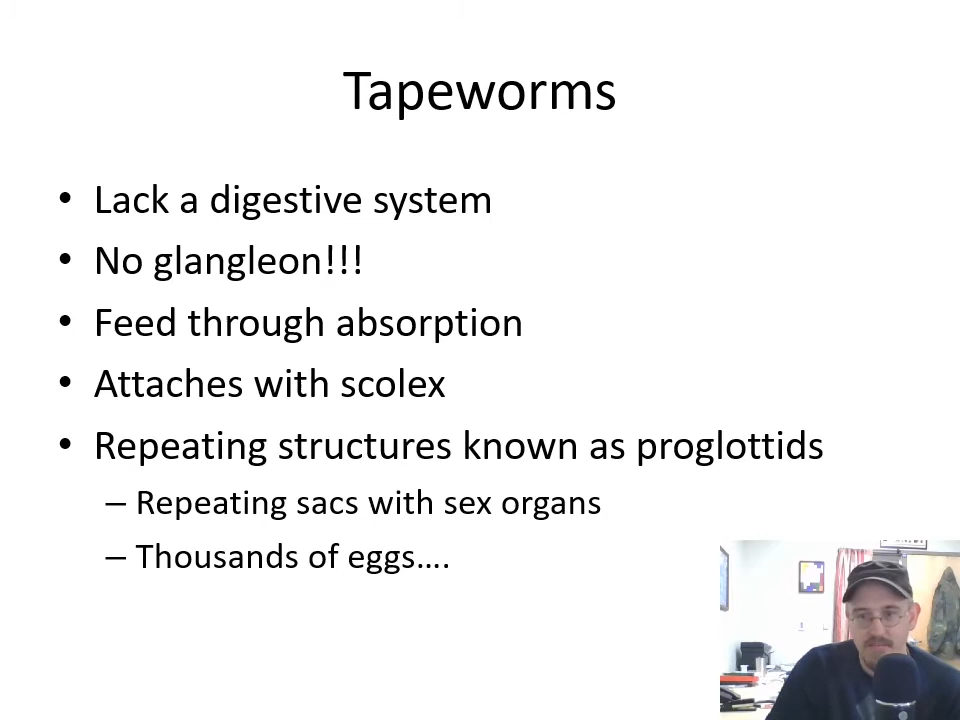 Tapeworms
• Lack a digestive system
• No glangleon!!!
• Feed through absorption
• Attaches with scolex
• Repeating structures known as proglottids
– Repeating sacs with sex organs
– Thousands of eggs….